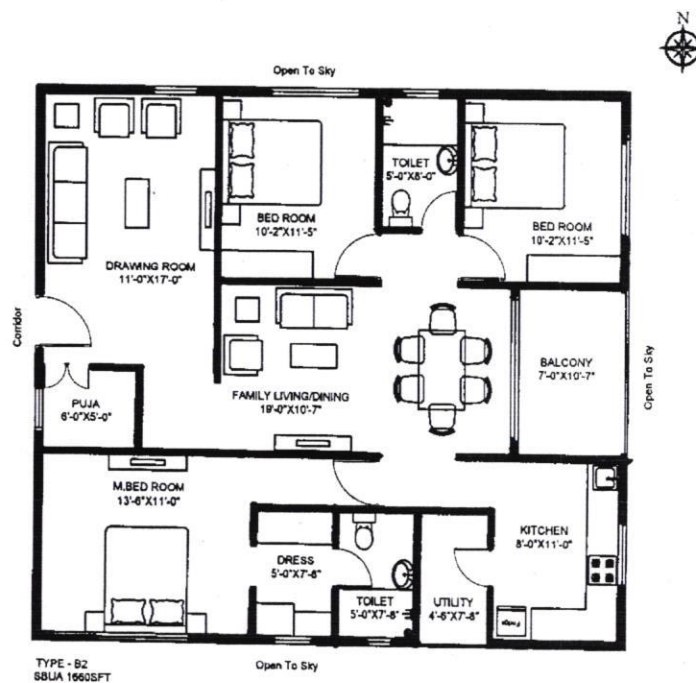 N
Open To Sky
TOILET
5'-0"X8'-0"
BED ROOM
10'-2"X11'-5"
BED ROOM
10'-2"X11'-5"
DRAWING ROOM
11'-0"X17'-0"
Corridor
BALCONY
7'-0"X10'-7"
Open To Sky
FAMILY LIVING/DINING
19'-0"X10'-7"
PUJA
6'-0"X5'-0"
M.BED ROOM
13'-6"X11'-0"
KITCHEN
8'-0"X11'-0"
DRESS
5'-0"X7'-6"
TOILET
5'-0"X7'-6"
UTILITY
4'-6"X7'-6"
Fridge
TYPE - B2
SBUA 1660SFT
Open To Sky